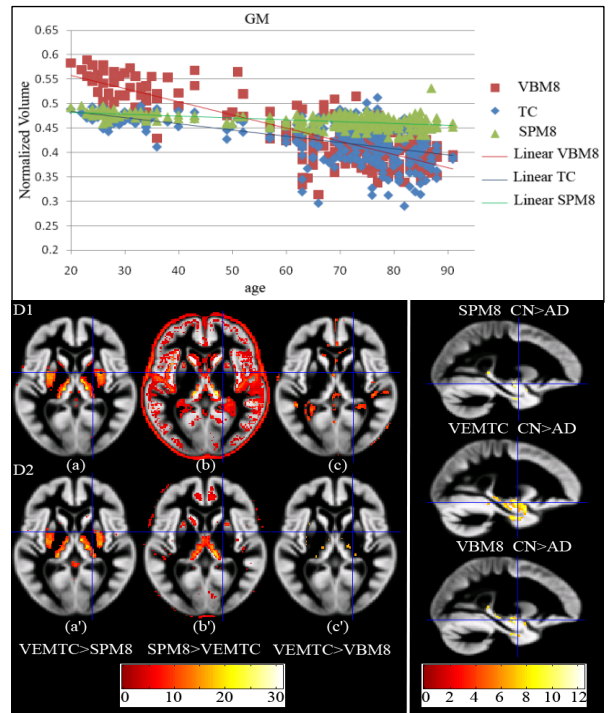 GM
Normalized Volume
0.6
0.55
0.5
0.45
0.4
0.35
0.3
0.25
0.2
20 30 40 50 60 70 80 90 100
age
VBM8
TC
SPM8
Linear VBM8
Linear TC
Linear SPM8
D1
(a) (b) (c)
D2
(a') (b') (c')
VEMTC>SPM8 SPM8>VEMTC VEMTC>VBM8
0 10 20 30
SPM8 CN>AD
VEMTC CN>AD
VBM8 CN>AD
0 2 4 6 8 10 12